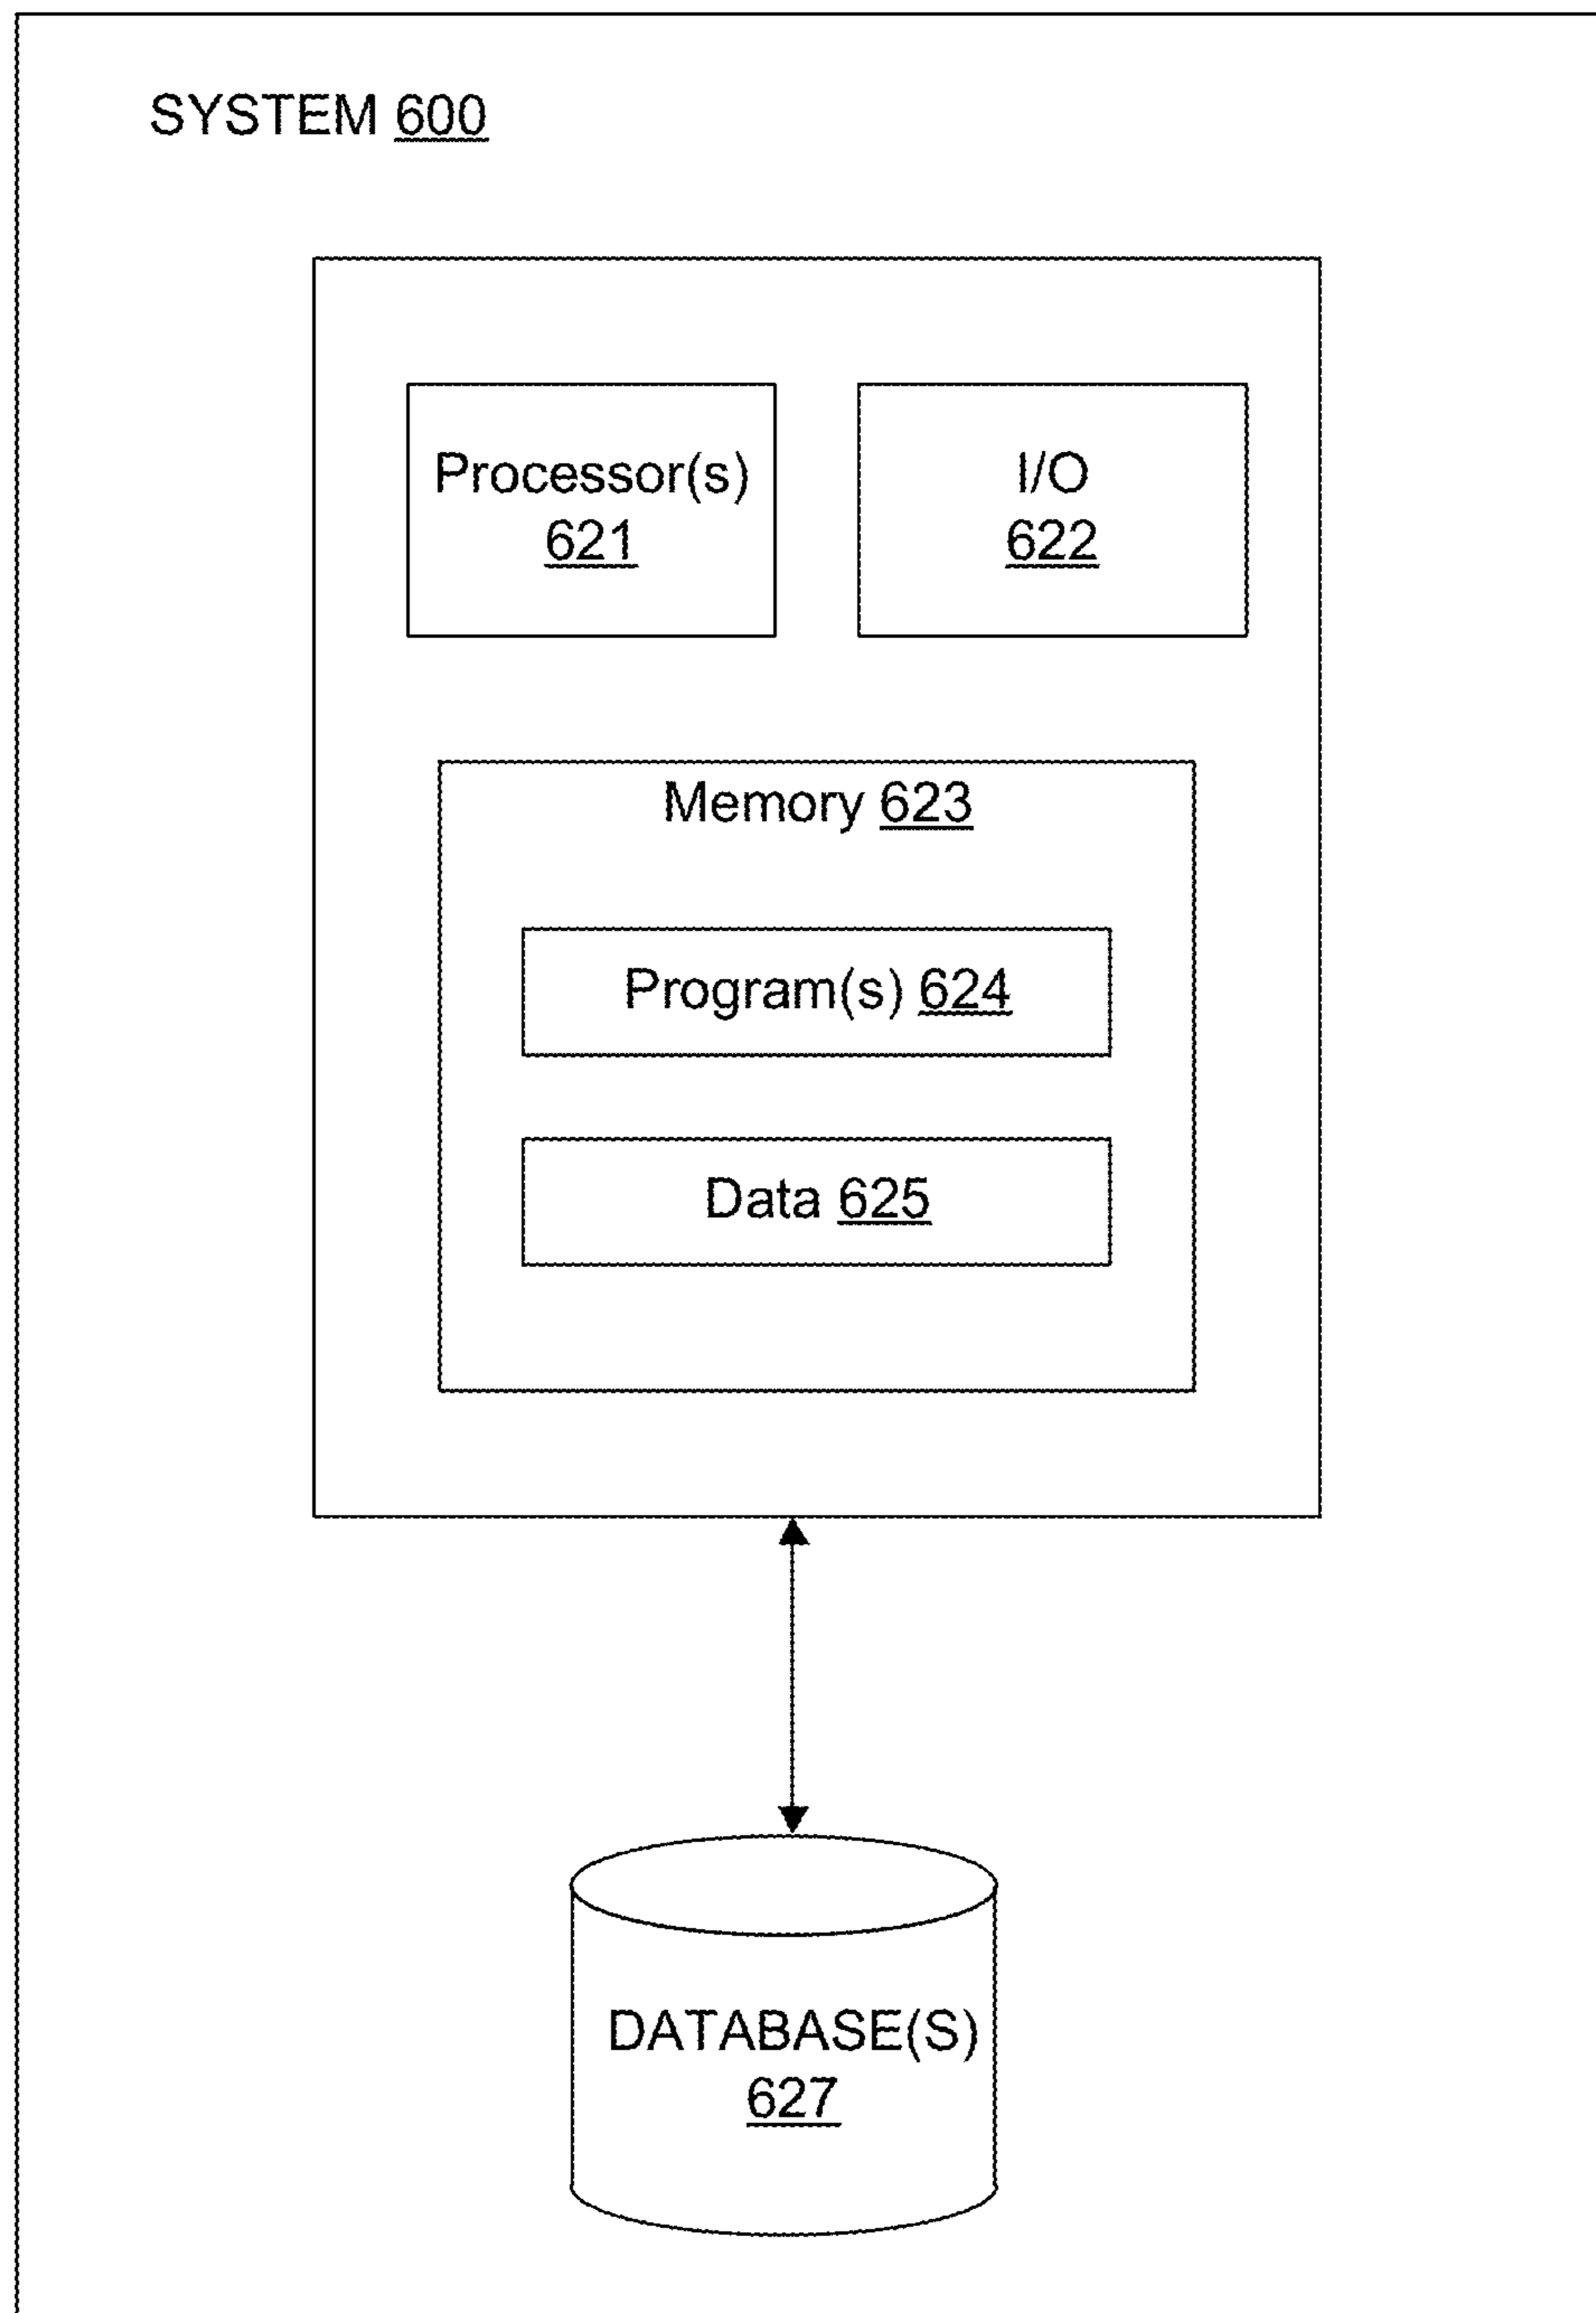 SYSTEM 600
Processor(s)
621
I/O
622
Memory 623
Program(s) 624
Data 625
DATABASE(S)
627